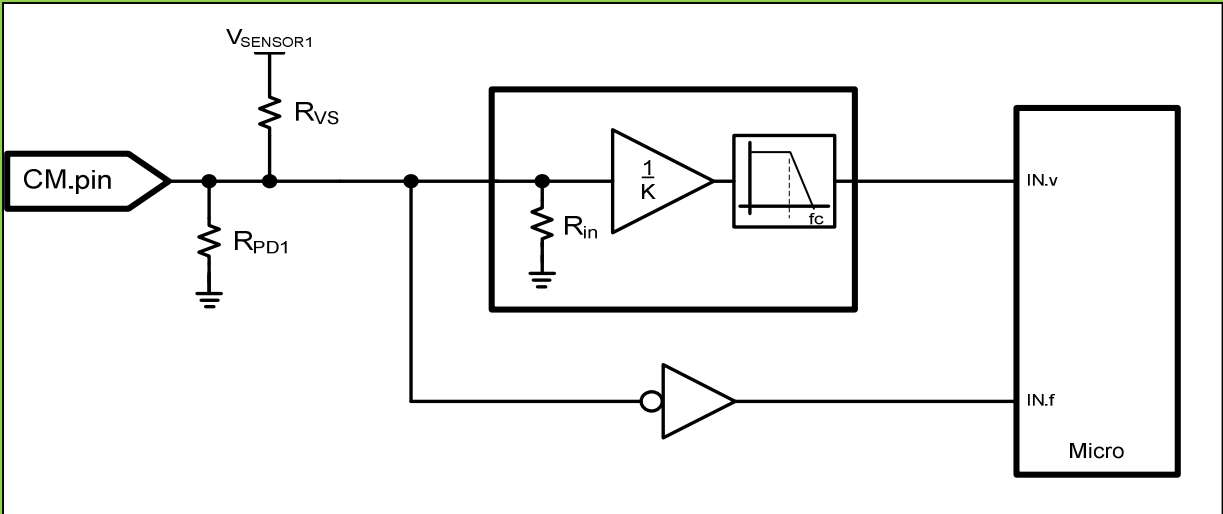 VSENSOR1
RVS
CM.pin
1
K
IN.v
fc
Rin
RPD1
IN.f
Micro